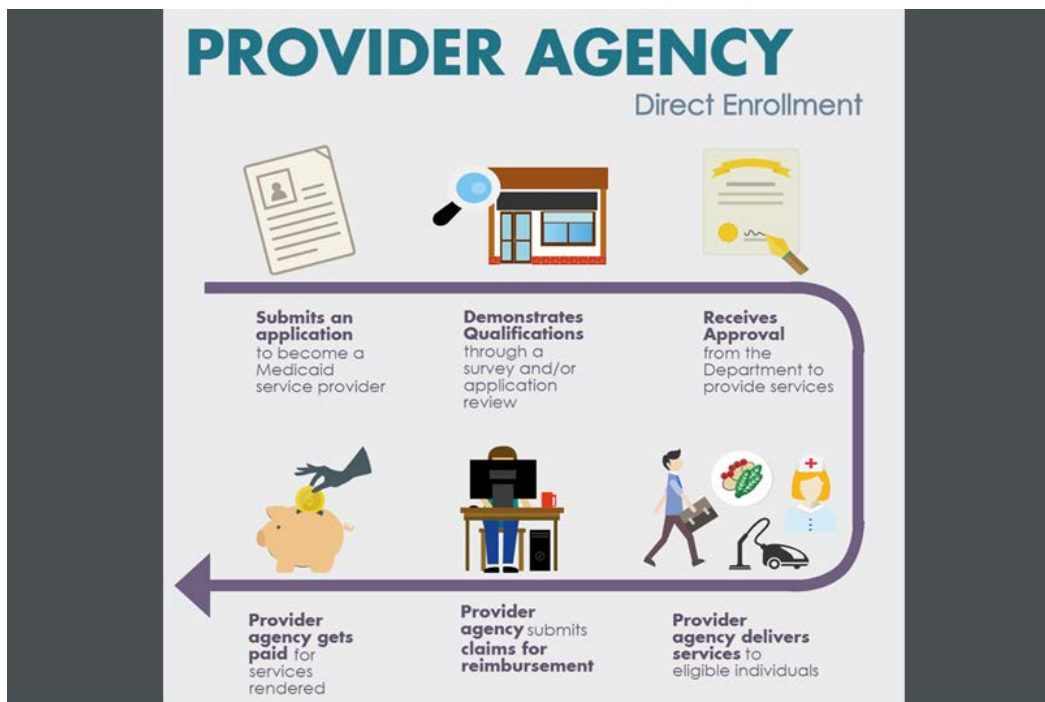 PROVIDER AGENCY
Direct Enrollment
Submits an
application
to become a
Medicaid
service provider
Demonstrates
Qualifications
through a
survey and/or
application
review
Receives
Approval
from the
Department to
provide services
Provider
agency delivers
services to
eligible individuals
Provider
agency submits
claims for
reimbursement
Provider
agency gets
paid for
services
rendered